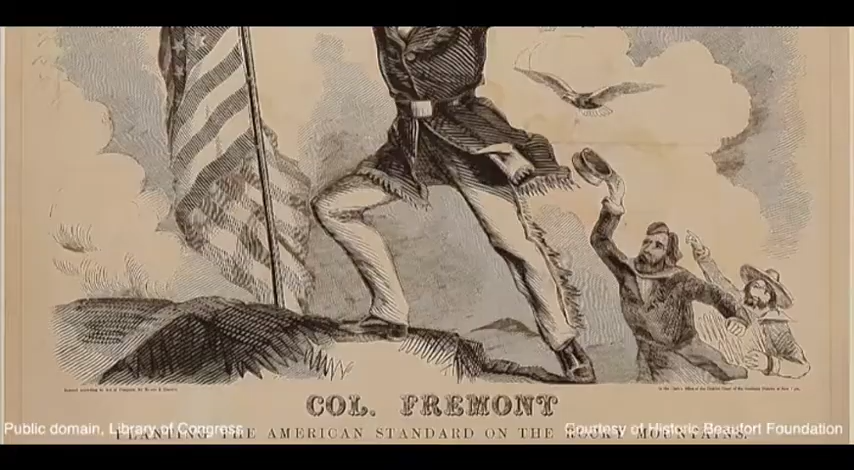 COL. FREMONT
PLANTING THE AMERICAN STANDARD ON THE ROCKY MOUNTAINS.
Public domain, Library of Congress
Courtesy of Historic Beaufort Foundation